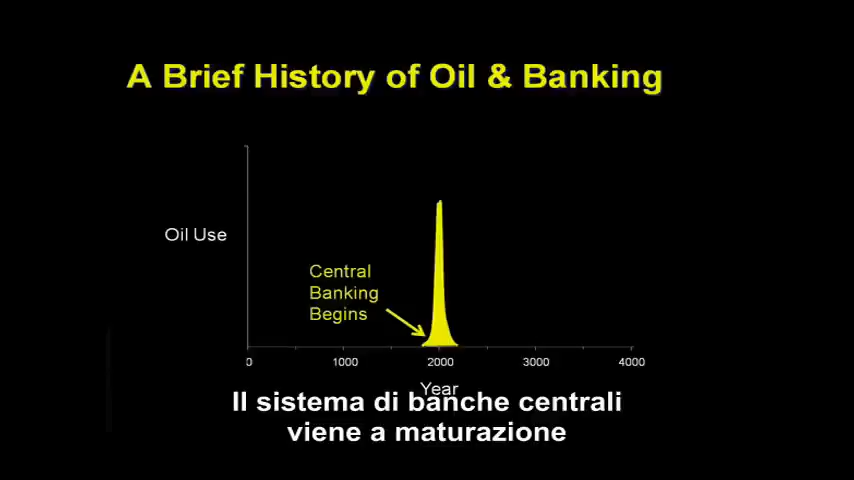 A Brief History of Oil & Banking
Oil Use
Central
Banking
Begins
0 1000 2000 3000 4000
Year
Il sistema di banche centrali
viene a maturazione